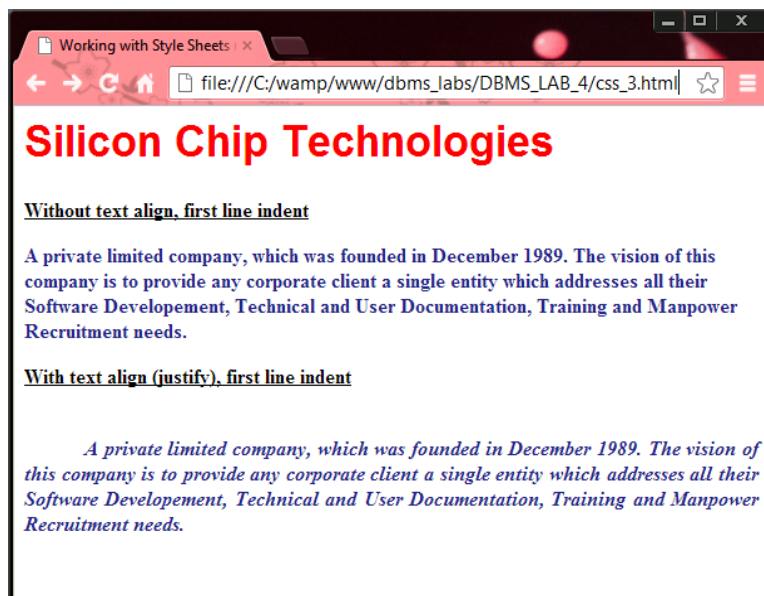 Working with Style Sheets
file:///C:/wamp/www/dbms_labs/DBMS_LAB_4/css_3.html
Silicon Chip Technologies
Without text align, first line indent
A private limited company, which was founded in December 1989. The vision of this
company is to provide any corporate client a single entity which addresses all their
Software Developement, Technical and User Documentation, Training and Manpower
Recruitment needs.
With text align (justify), first line indent
A private limited company, which was founded in December 1989. The vision of
this company is to provide any corporate client a single entity which addresses all their
Software Developement, Technical and User Documentation, Training and Manpower
Recruitment needs.